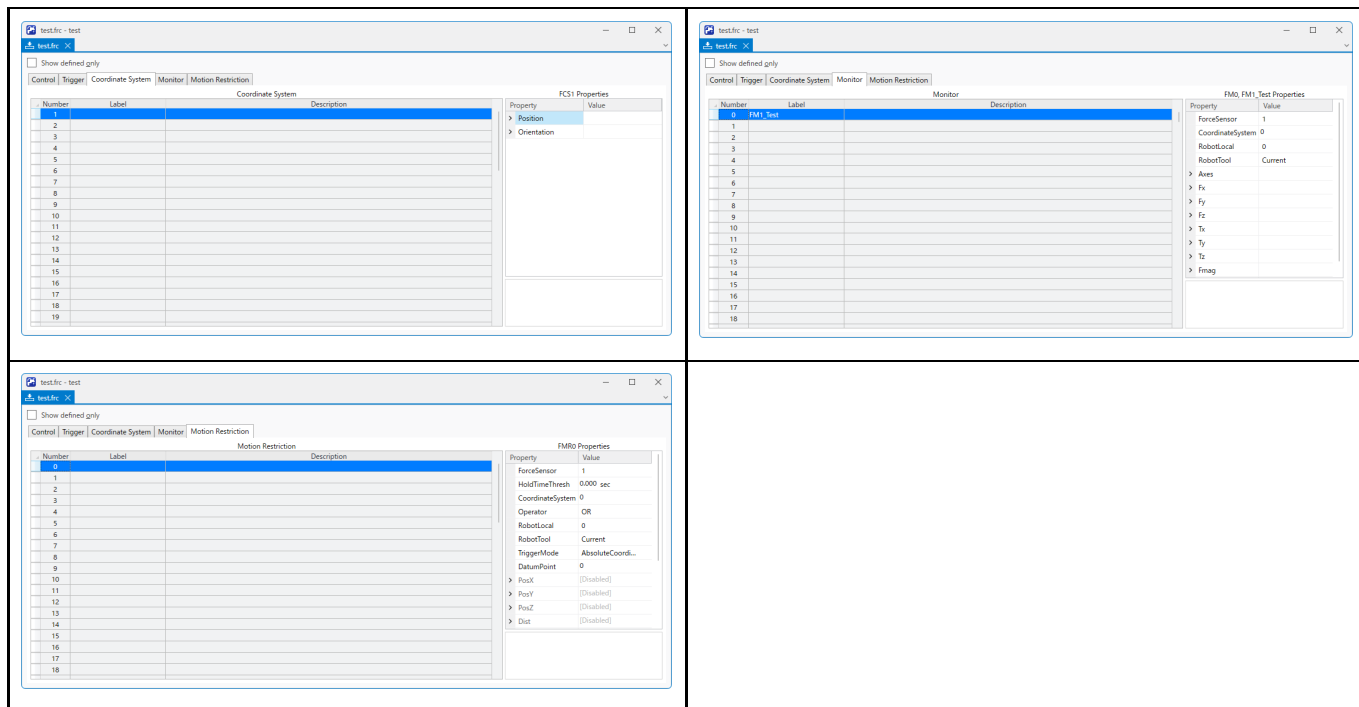 test.frc - test
test.frc
Show defined only
Control Trigger Coordinate System Monitor Motion Restriction
Coordinate System FCS1 Properties
Number Label Description Property Value
1 Position
2 Orientation
3
4
5
6
7
8
9
10
11
12
13
14
15
16
17
18
19
test.frc - test
test.frc
Show defined only
Control Trigger Coordinate System Monitor Motion Restriction
Monitor FM0, FM1_Test Properties
Number Label Description Property Value
0 FM1_Test ForceSensor 1
1 CoordinateSystem 0
2 RobotLocal 0
3
4 RobotTool Current
5 Axes
6 Fx
7 Fy
8
9 Fz
10 Tx
11 Ty
12
13 Tz
14 Fmag
15
16
17
18
test.frc - test
test.frc
Show defined only
Control Trigger Coordinate System Monitor Motion Restriction
Motion Restriction FMR0 Properties
Number Label Description Property Value
0 ForceSensor 1
1 HoldTimeThresh 0.000 sec
2
3 CoordinateSystem 0
4 Operator OR
5 RobotLocal 0
6
7 RobotTool Current
8 TriggerMode AbsoluteCoordi...
9 DatumPoint 0
10 PosX [Disabled]
11 PosY [Disabled]
12
13 PosZ [Disabled]
14 Dist [Disabled]
15
16
17
18